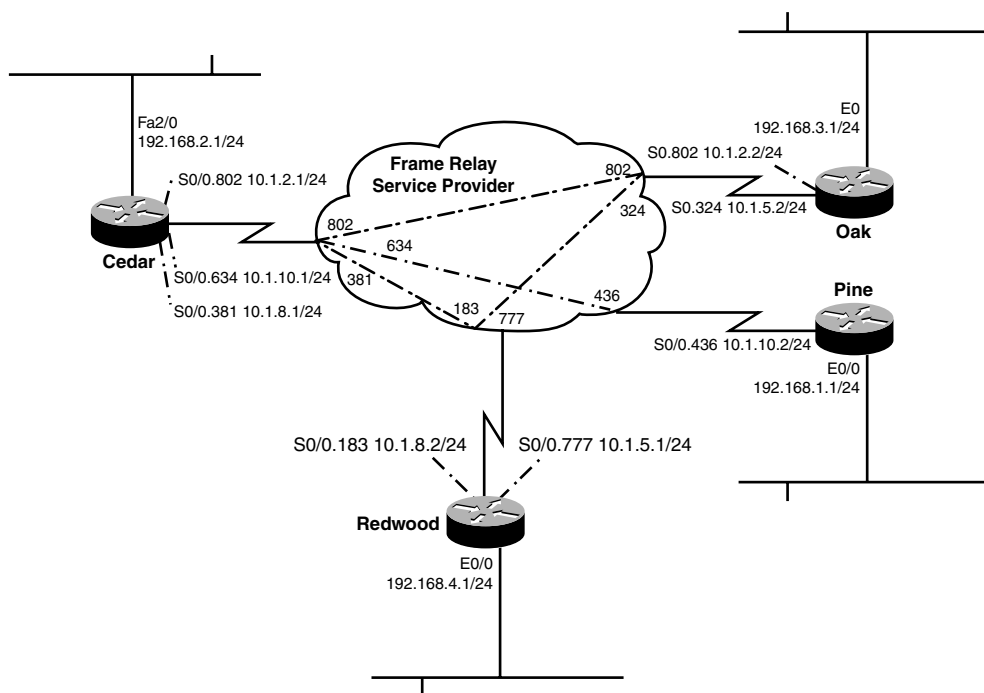 E0
192.168.3.1/24
Fa2/0
192.168.2.1/24
Frame Relay
Service Provider
S0.802 10.1.2.2/24
802
S0/0.802 10.1.2.1/24
324
S0.324 10.1.5.2/24
Oak
802
634
Cedar
S0/0.634 10.1.10.1/24
381
S0/0.381 10.1.8.1/24
183
777
436
Pine
S0/0.436 10.1.10.2/24
E0/0
192.168.1.1/24
S0/0.183 10.1.8.2/24
S0/0.777 10.1.5.1/24
Redwood
E0/0
192.168.4.1/24